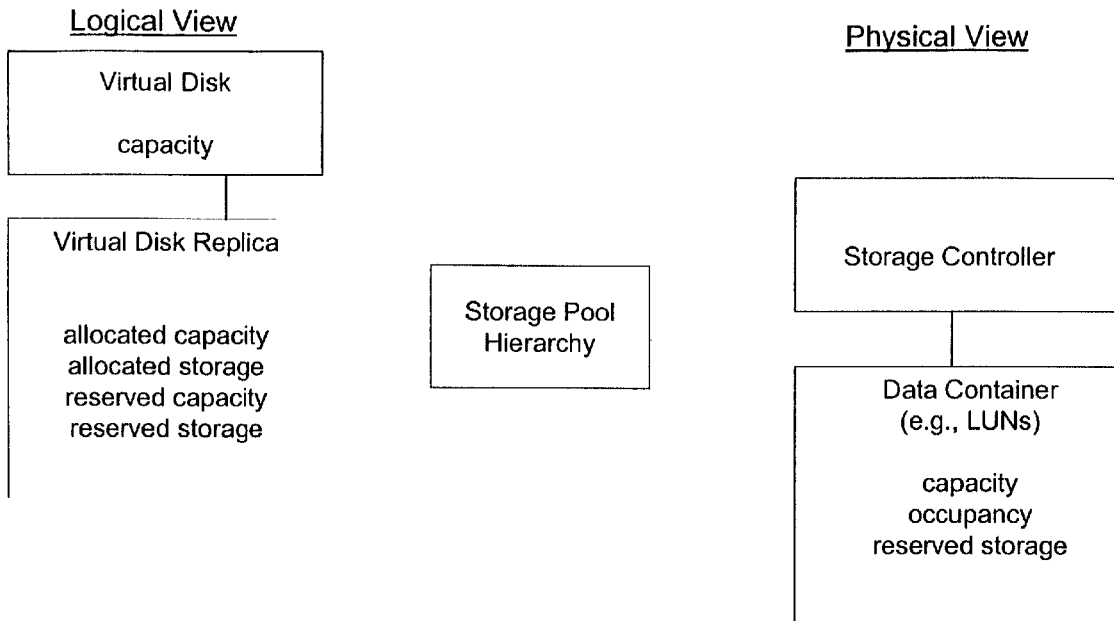 Logical View
Virtual Disk
capacity
Virtual Disk Replica
allocated capacity
allocated storage
reserved capacity
reserved storage
Storage Pool
Hierarchy
Physical View
Storage Controller
Data Container
(e.g., LUNs)
capacity
occupancy
reserved storage